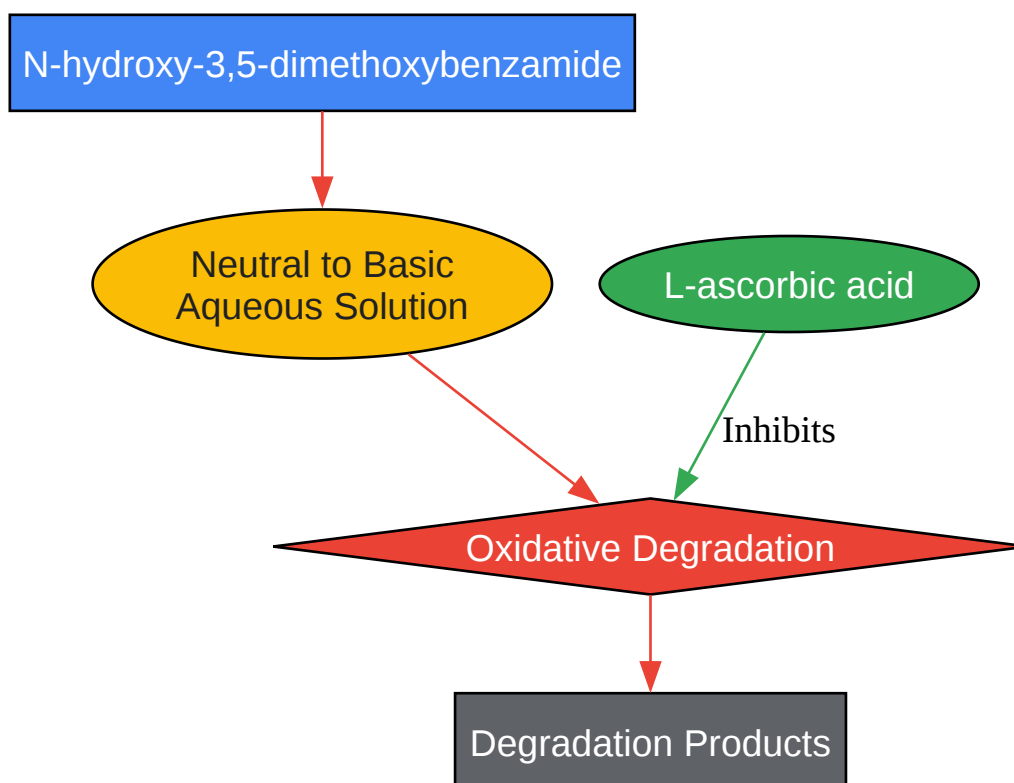 N-hydroxy-3,5-dimethoxybenzamide
Neutral to Basic
Aqueous Solution
L-ascorbic acid
Inhibits
Oxidative Degradation
Degradation Products